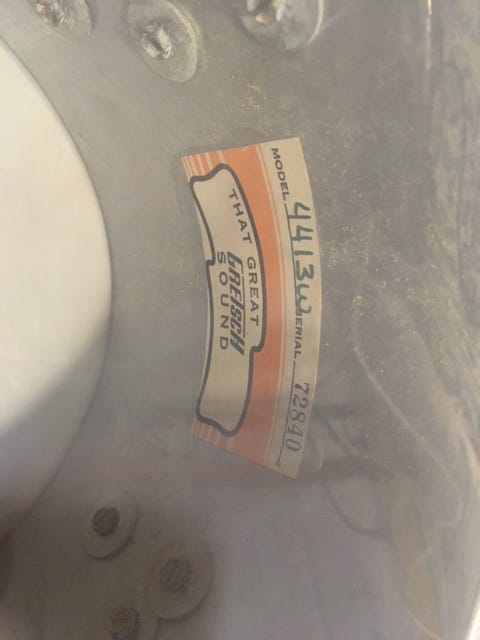 MODEL 4413W SERIAL 72840
THAT GREAT
GRETSCH
SOUND